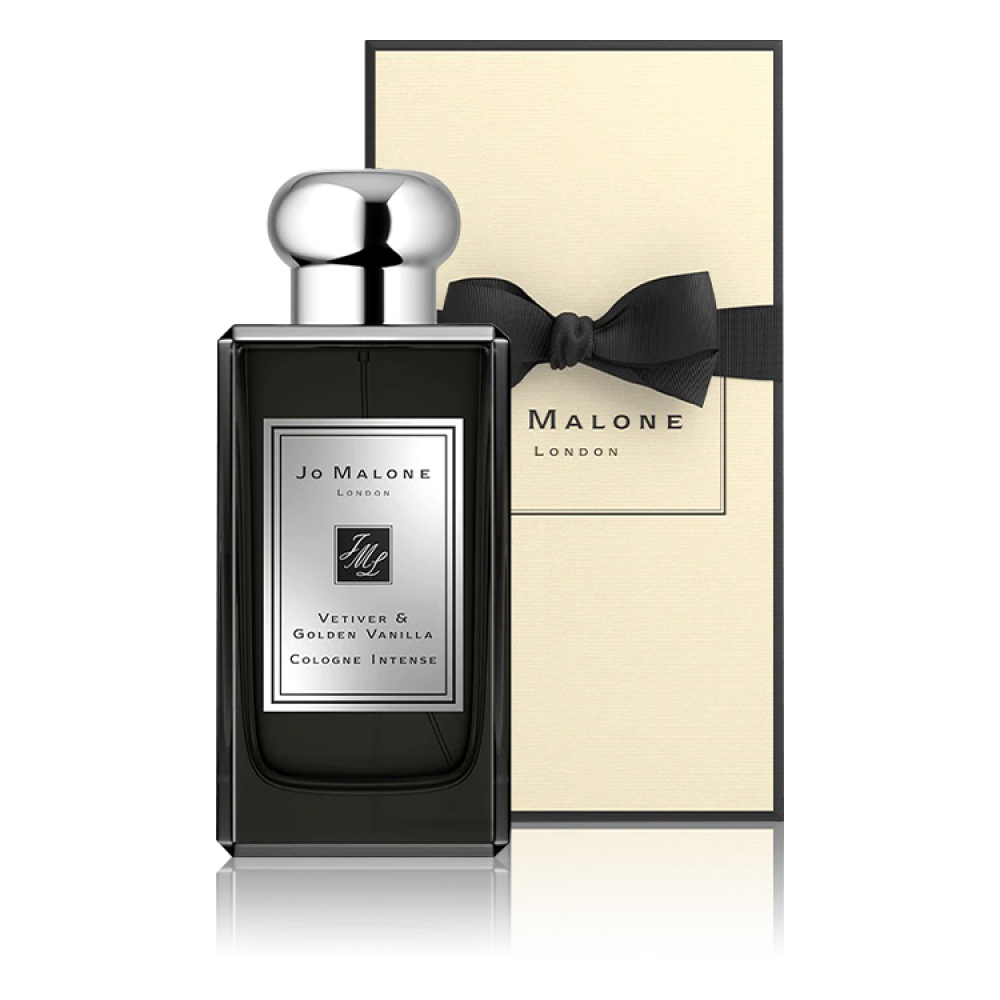 Jo Malone
London
JML
Vetiver &
Golden Vanilla
Cologne Intense
Malone
London